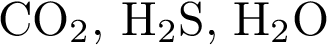 CO₂, H₂S, H₂O